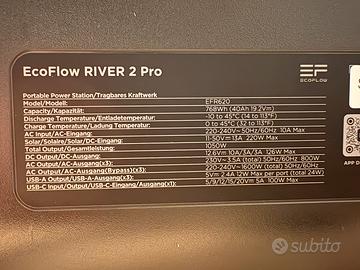 EcoFlow RIVER 2 Pro
EF
ECOFLOW
Portable Power Station/Tragbares Kraftwerk
Model/Modell: EFR620
Capacity/Kapazität: 768Wh (40Ah 19.2V⎓)
Discharge Temperature/Entladetemperatur: -10 to 45°C (14 to 113°F)
Charge Temperature/Ladung Temperatur: 0 to 45°C (32 to 113°F)
AC Input/AC-Eingang: 220-240V~50Hz/60Hz 10A Max
Solar/Solaire/Solar/DC-Eingang: 11-50V⎓13A 220W Max
Total Output/Gesamtleistung: 1050W
DC Output/DC-Ausgang: 12.6V⎓10A/3A/3A 126W Max
AC Output/AC-Ausgang(x3): 230V~3.5A (total) 50Hz/60Hz 800W
AC Output/AC-Ausgang(Bypass)(x3): 220-240V~1600W (total) 50Hz/60Hz
USB-A Output/USB-A-Ausgang(x3): 5V⎓2.4A 12W Max per port (total 24W)
USB-C Input/Output/USB-C-Eingang/Ausgang(x1): 5/9/12/15/20V⎓5A 100W Max
APP D
subito